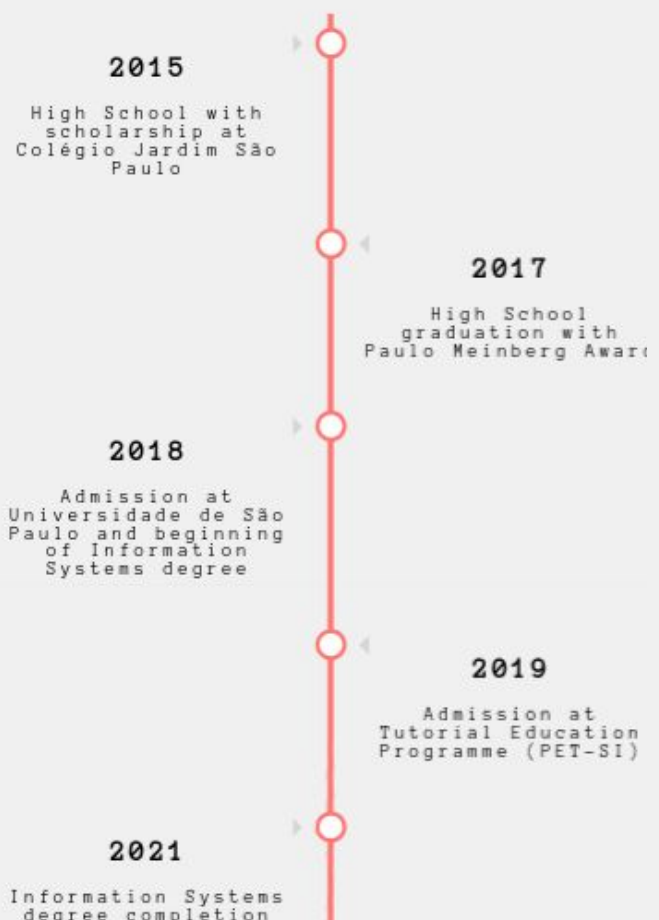 2015
High School with
scholarship at
Colégio Jardim São
Paulo
2017
High School
graduation with
Paulo Meinberg Award
2018
Admission at
Universidade de São
Paulo and beginning
of Information
Systems degree
2019
Admission at
Tutorial Education
Programme (PET-SI)
2021
Information Systems
degree completion